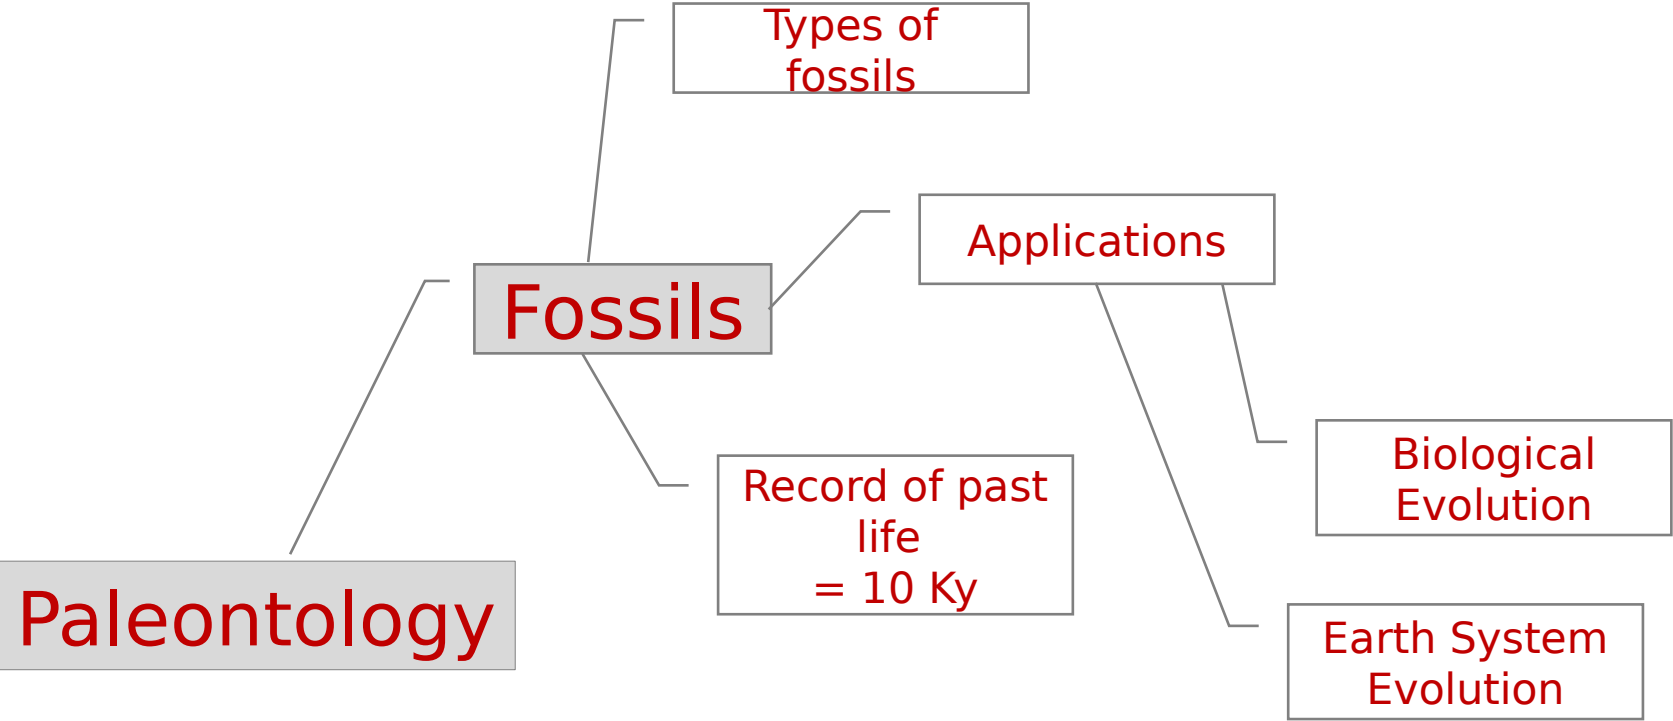 Types of
fossils
Applications
Fossils
Biological
Evolution
Record of past
life
= 10 Ky
Paleontology
Earth System
Evolution